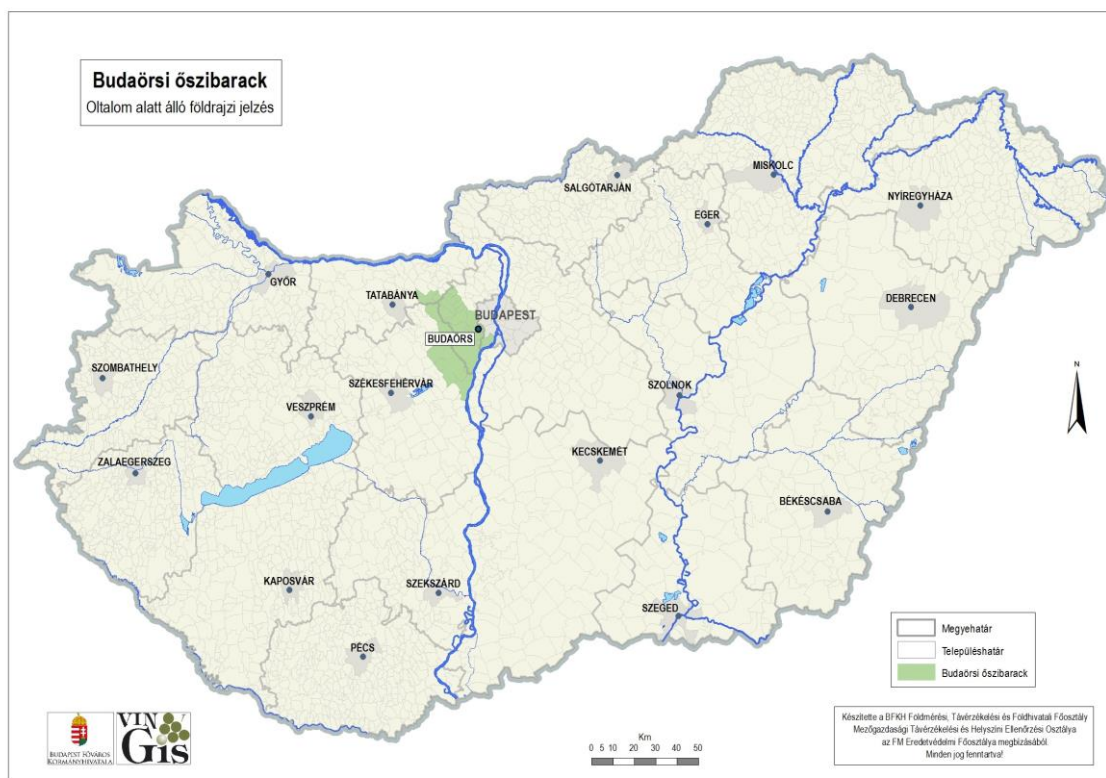 Budaörsi őszibarack
Oltalom alatt álló földrajzi jelzés
MISKOLC
SALGÓTARJÁN
NYÍREGYHÁZA
EGER
GYŐR
TATABÁNYA
DEBRECEN
BUDAPEST
BUDAÖRS
SZOMBATHELY
N
SZÉKESFEHÉRVÁR
SZOLNOK
VESZPRÉM
KECSKEMÉT
ZALAEGERSZEG
BÉKÉSCSABA
KAPOSVÁR
SZEKSZÁRD
SZEGED
PÉCS
Megyehatár
Településhatár
Budaörsi őszibarack
BUDAPEST FŐVÁROS
KORMÁNYHIVATALA
VIN
GIS
Km
0 5 10 20 30 40 50
Készítette a BFKH Földmérési, Távérzékelési és Földhivatali Főosztály
Mezőgazdasági Távérzékelési és Helyszíni Ellenőrzési Osztálya
az FM Eredetvédelmi Főosztálya megbízásából.
Minden jog fenntartva!